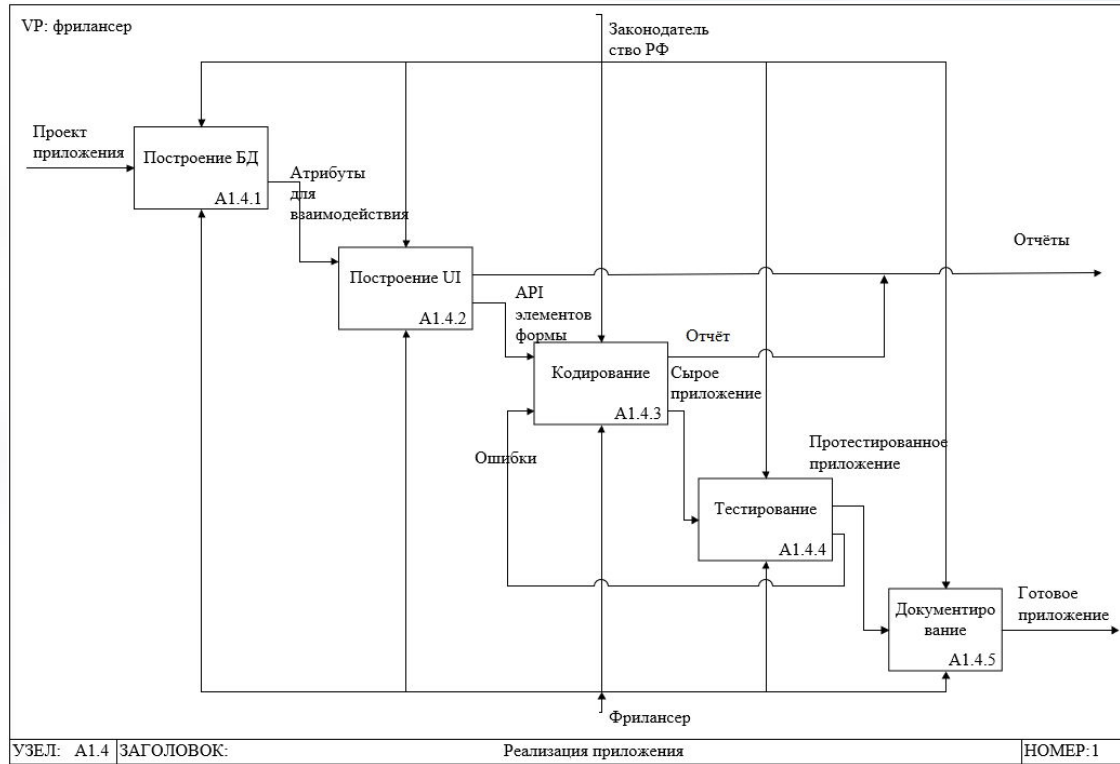 VP: фрилансер
Законодатель
ство РФ
Проект
приложения
Построение БД
А1.4.1
Атрибуты
для
взаимодействия
Построение UI
А1.4.2
Отчёты
API
элементов
формы
Отчёт
Кодирование
А1.4.3
Сырое
приложение
Ошибки
Протестированное
приложение
Тестирование
А1.4.4
Документиро
вание
А1.4.5
Готовое
приложение
Фрилансер
УЗЕЛ: А1.4 ЗАГОЛОВОК: Реализация приложения НОМЕР:1